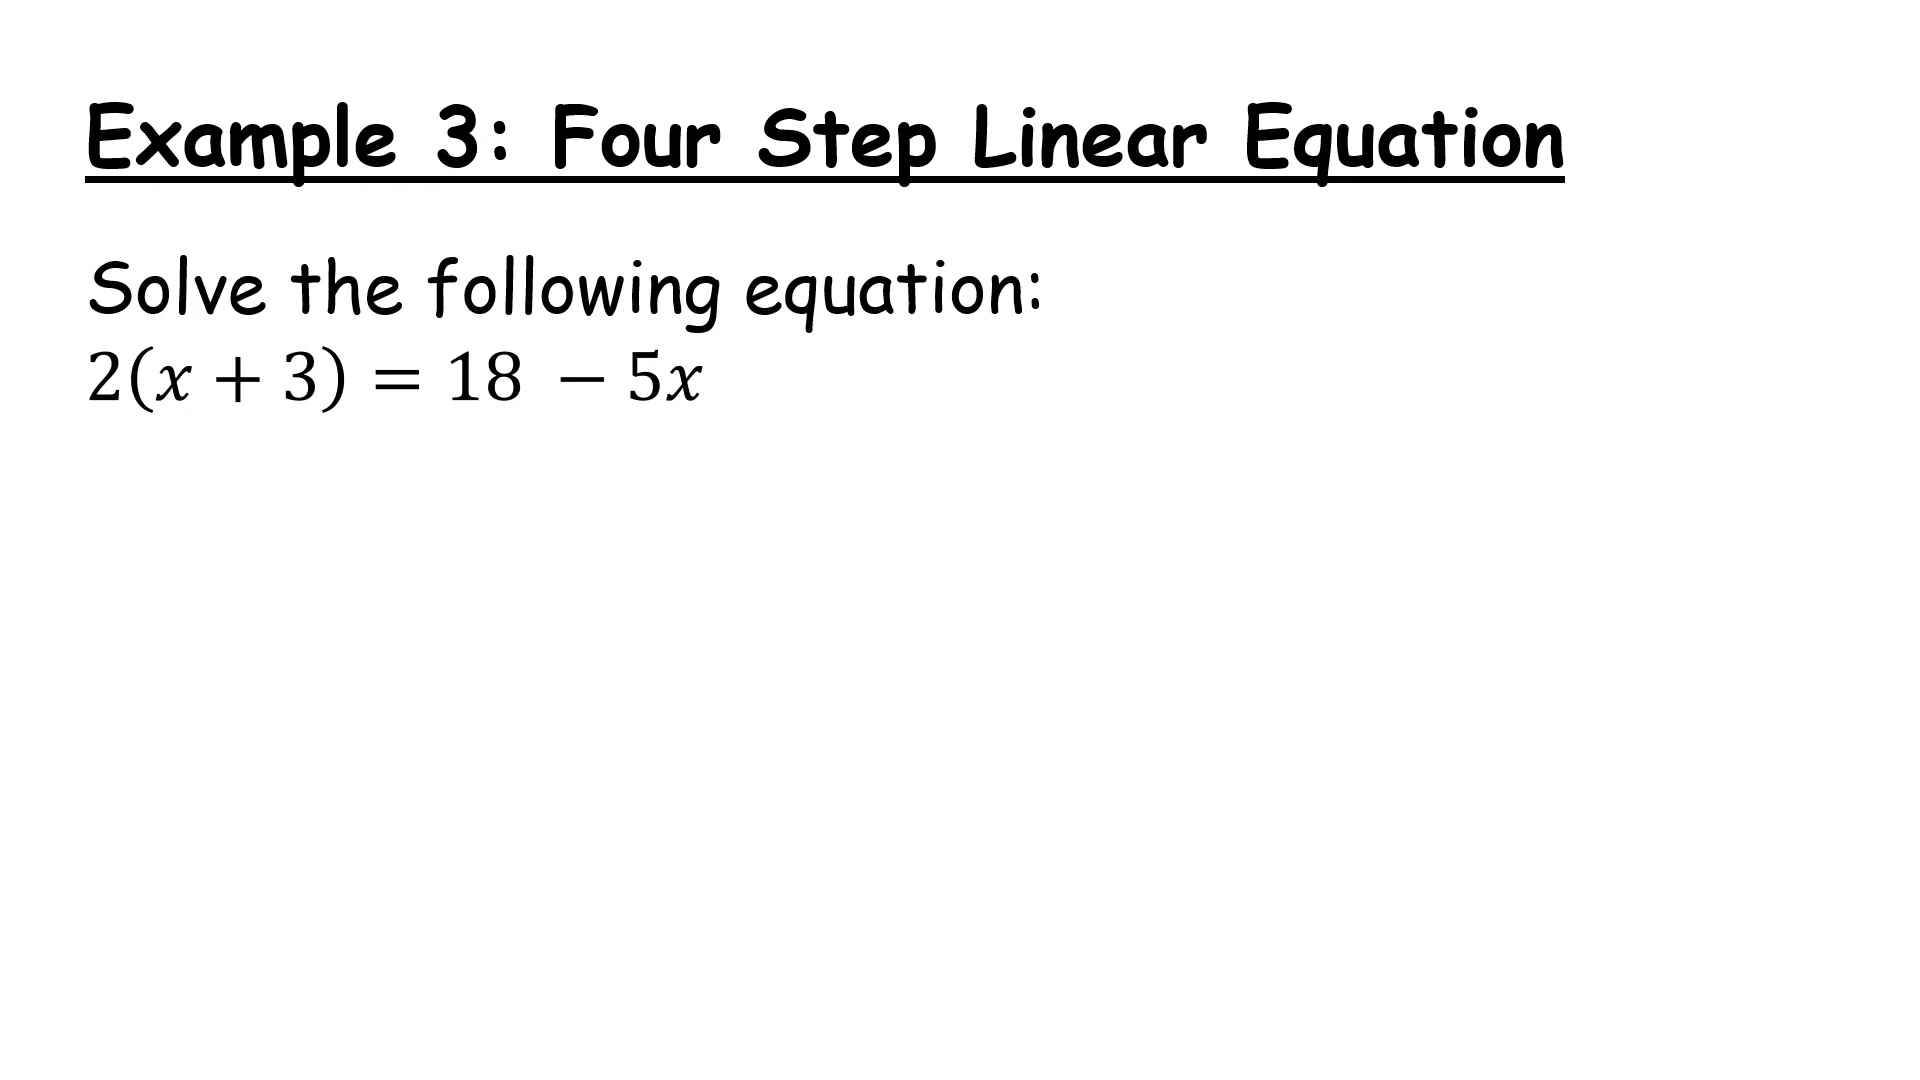 Example 3: Four Step Linear Equation
Solve the following equation:
2(x + 3) = 18 − 5x